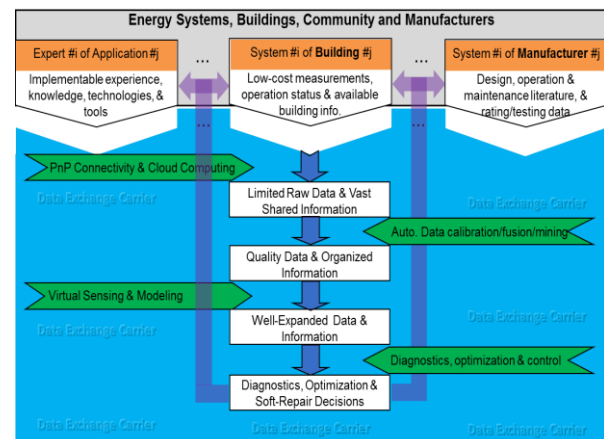 Energy Systems, Buildings, Community and Manufacturers
Expert #i of Application #j
...
System #i of Building #j
...
System #i of Manufacturer #j
Implementable experience,
knowledge, technologies, &
tools
Low-cost measurements,
operation status & available
building info.
Design, operation &
maintenance literature, &
rating/testing data
...
...
PnP Connectivity & Cloud Computing
Data Exchange Carrier
Limited Raw Data & Vast
Shared Information
Data Exchange Carrier
Auto. Data calibration/fusion/mining
Quality Data & Organized
Information
Virtual Sensing & Modeling
Data Exchange Carrier
Well-Expanded Data &
Information
Data Exchange Carrier
Diagnostics, optimization & control
Diagnostics, Optimization &
Soft-Repair Decisions
Data Exchange Carrier
Data Exchange Carrier
Data Exchange Carrier